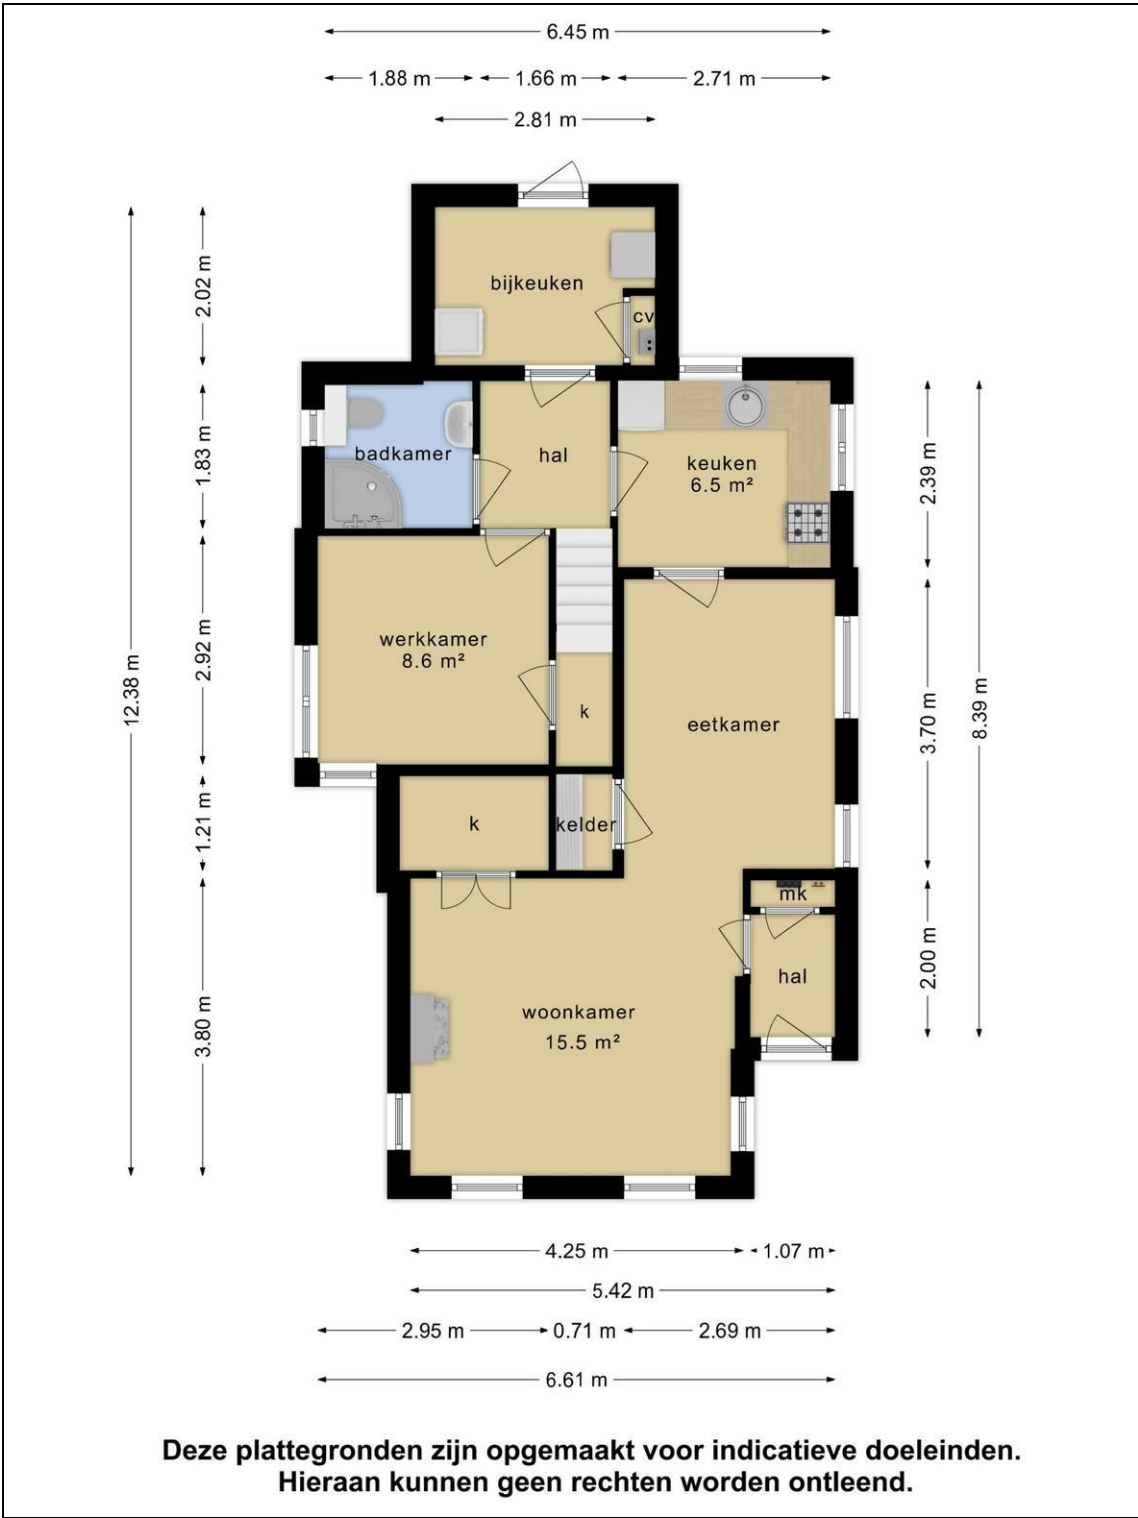 6.45 m
1.88 m
1.66 m
2.71 m
2.81 m
12.38 m
2.02 m
1.83 m
2.92 m
1.21 m
3.80 m
bijkeuken
cv
badkamer
hal
keuken
6.5 m²
werkkamer
8.6 m²
k
eetkamer
k
kelder
mk
hal
woonkamer
15.5 m²
2.39 m
3.70 m
2.00 m
8.39 m
4.25 m
1.07 m
5.42 m
2.95 m
0.71 m
2.69 m
6.61 m
Deze plattegronden zijn opgemaakt voor indicatieve doeleinden.
Hieraan kunnen geen rechten worden ontleend.